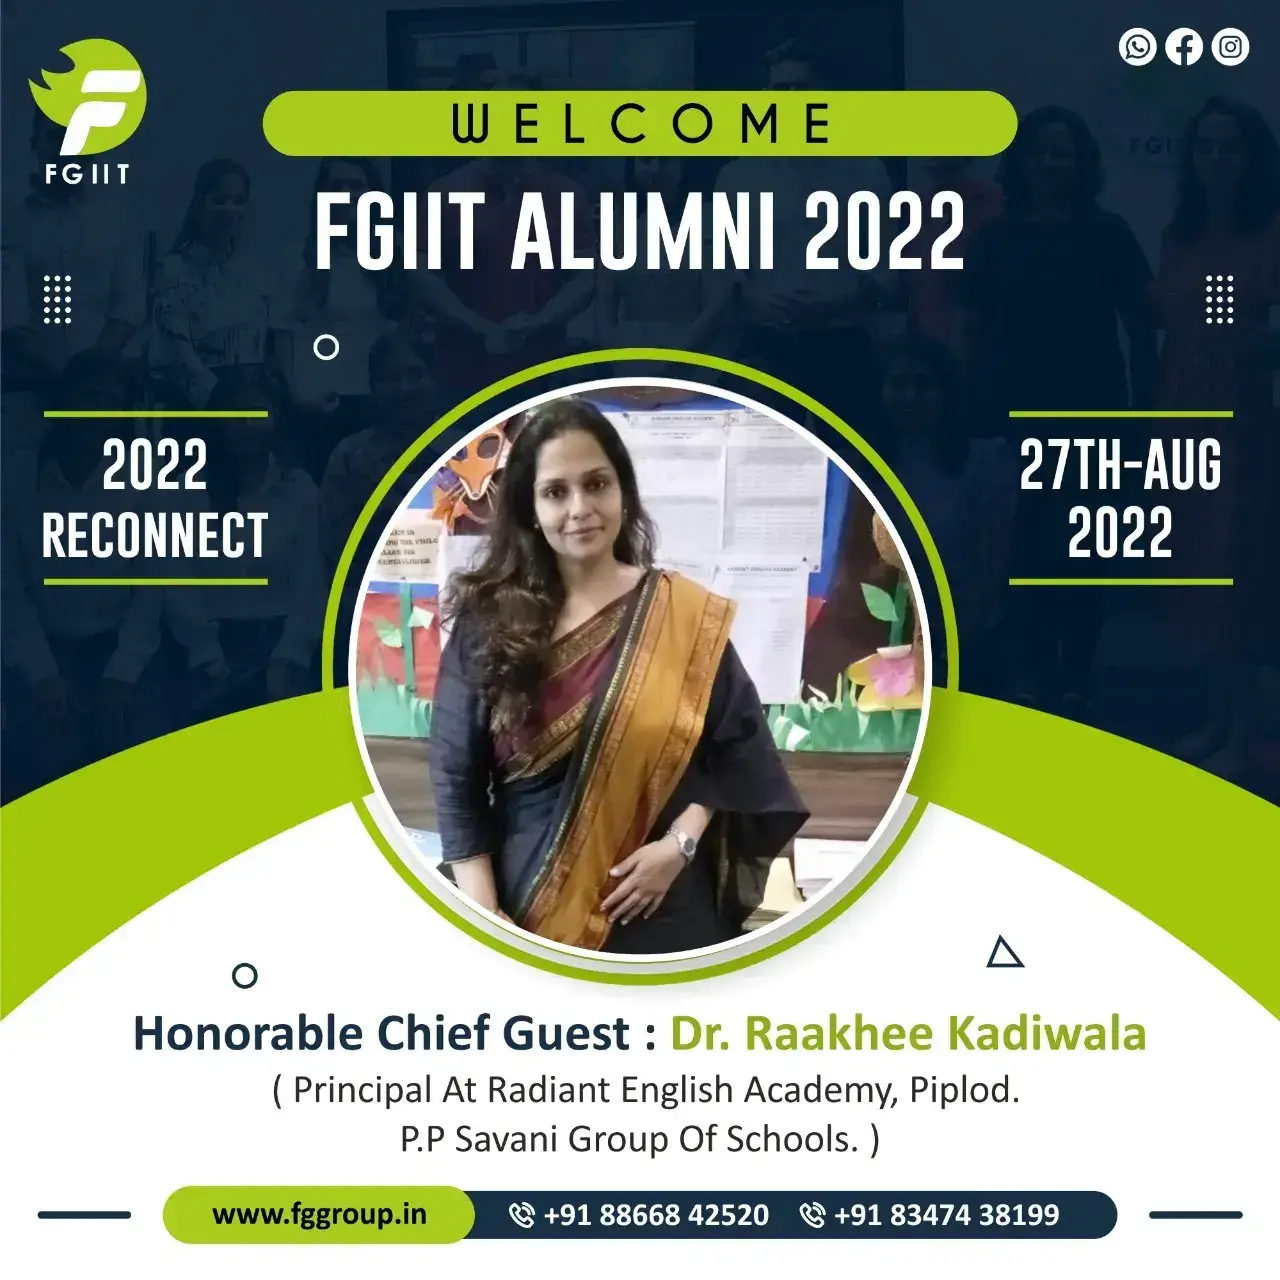 FGIIT
WELCOME
FGIIT ALUMNI 2022
2022
RECONNECT
27TH-AUG
2022
Honorable Chief Guest : Dr. Raakhee Kadiwala
( Principal At Radiant English Academy, Piplod.
P.P Savani Group Of Schools. )
www.fggroup.in
+91 88668 42520
+91 83474 38199